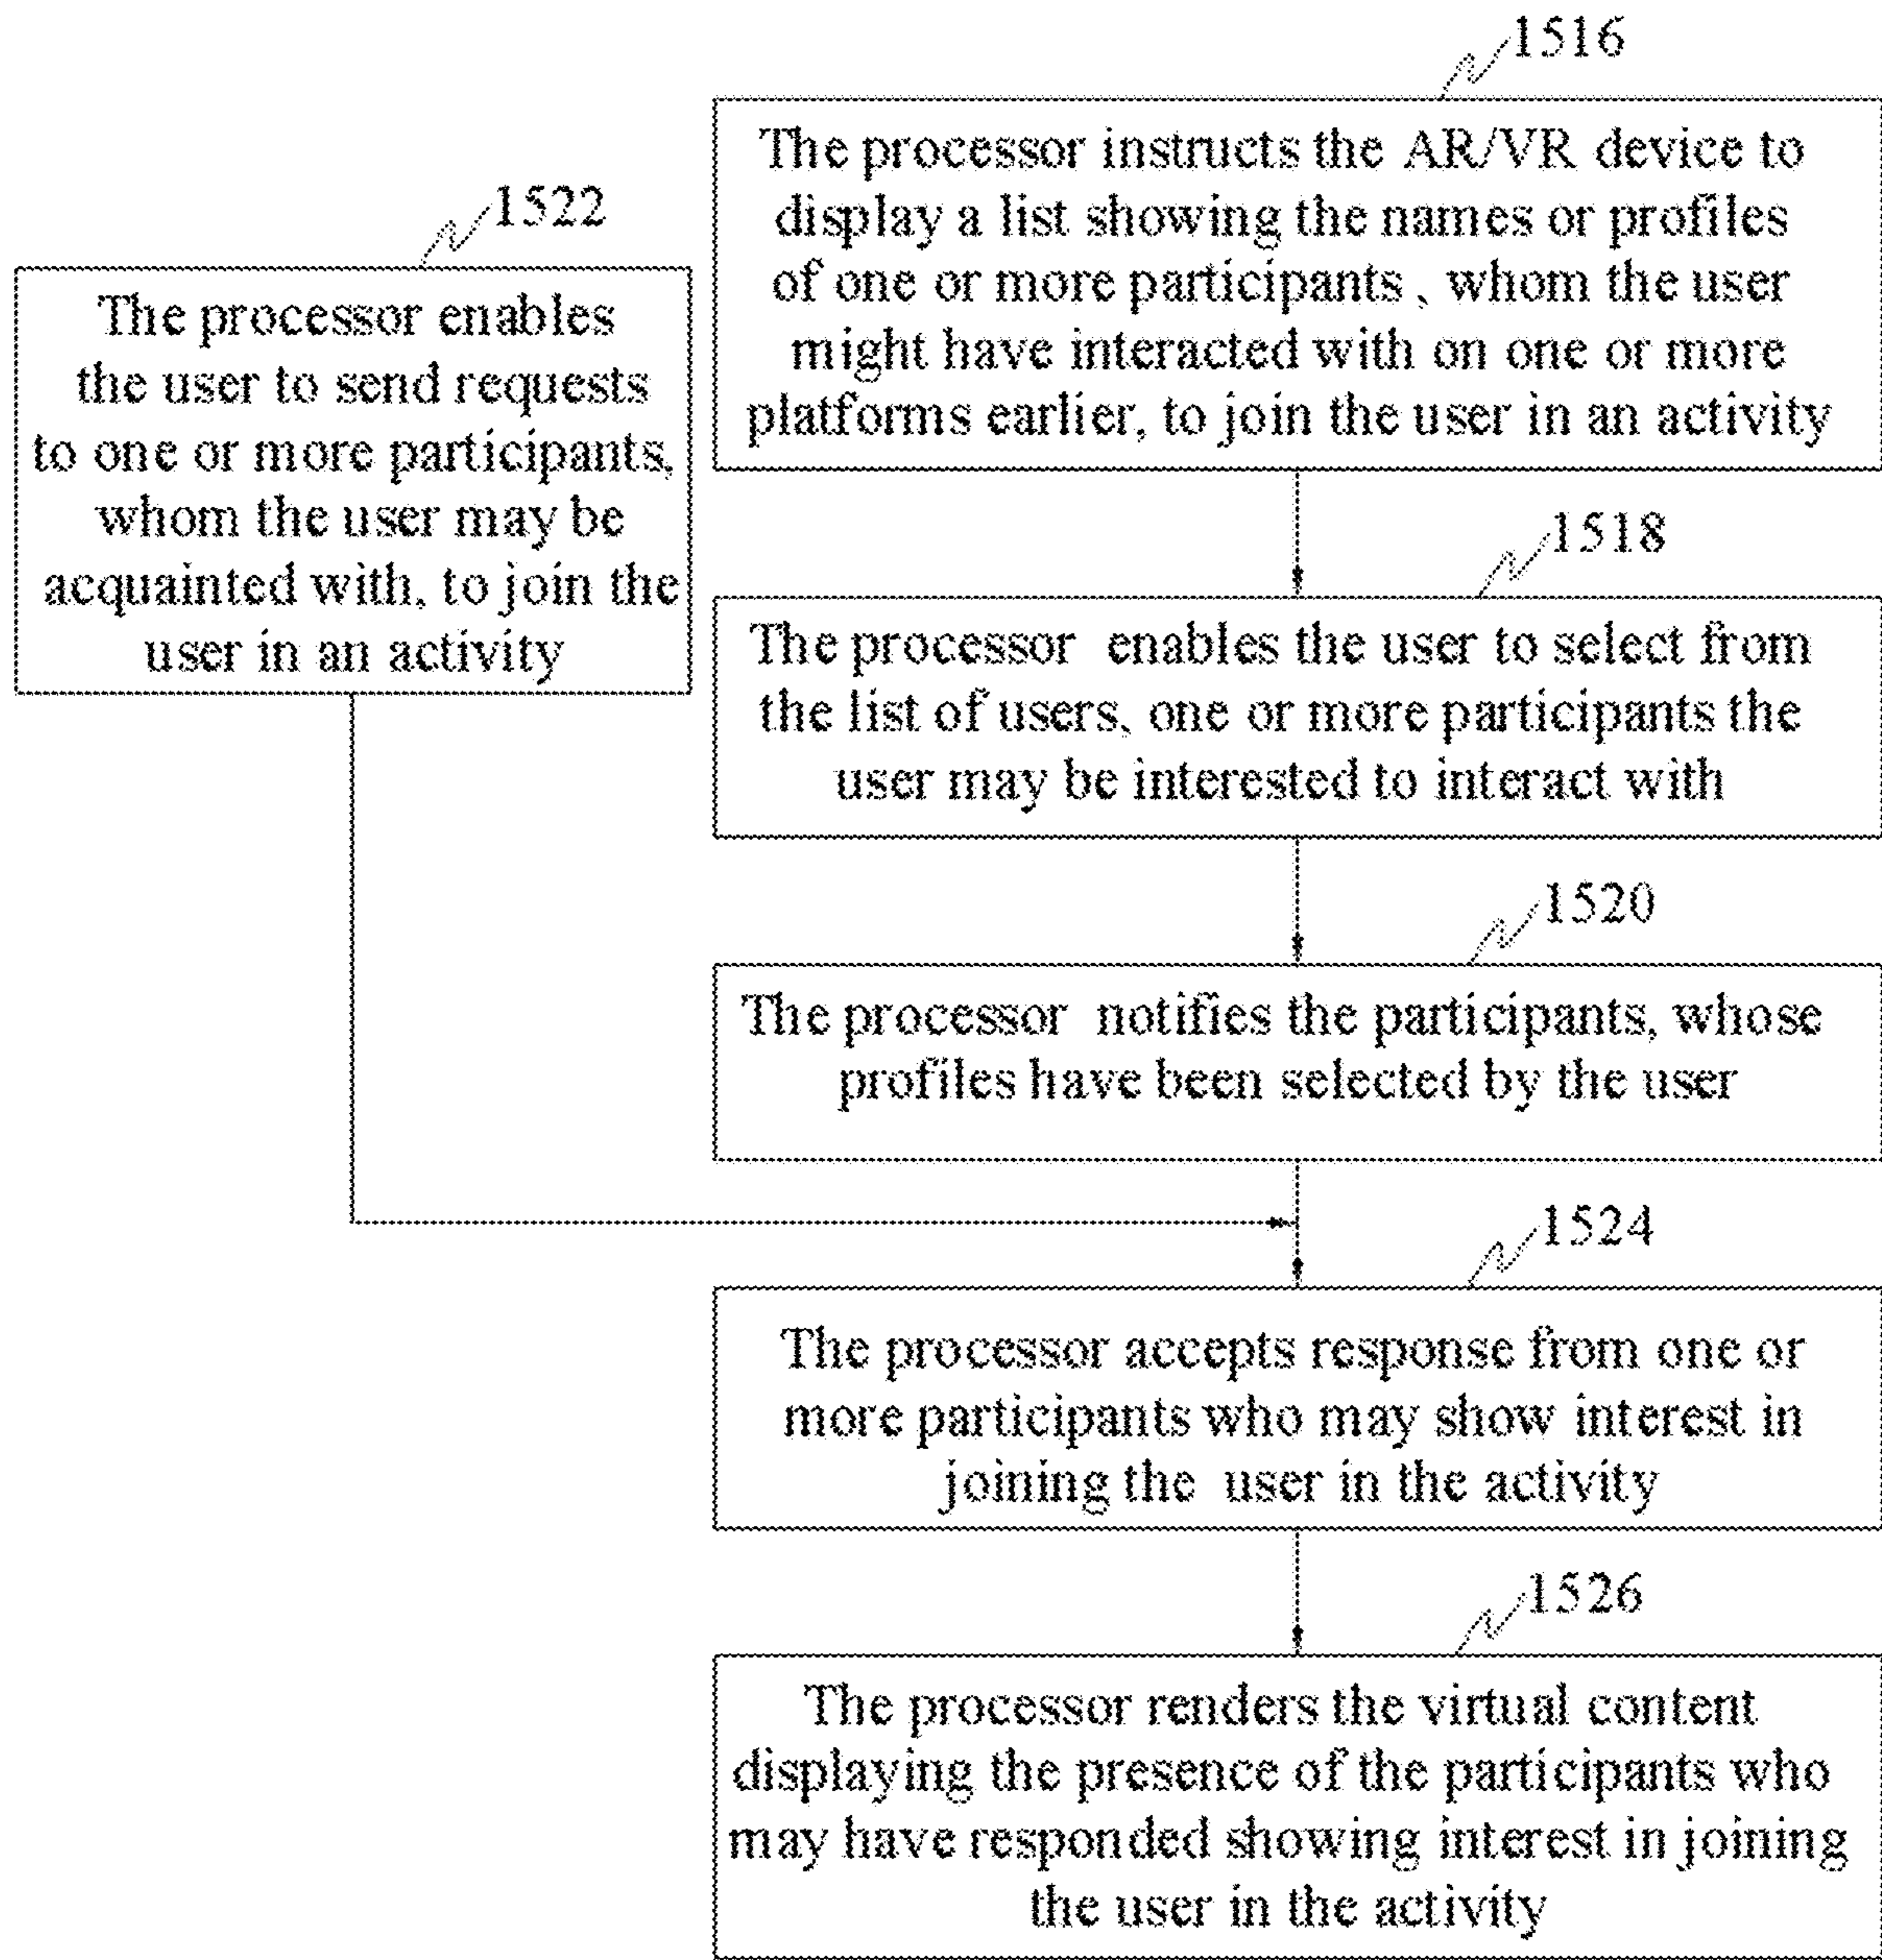 1516
The processor instructs the AR/VR device to
display a list showing the names or profiles
of one or more participants, whom the user
might have interacted with on one or more
platforms earlier, to join the user in an activity
1522
The processor enables
the user to send requests
to one or more participants,
whom the user may be
acquainted with, to join the
user in an activity
1518
The processor enables the user to select from
the list of users, one or more participants the
user may be interested to interact with
1520
The processor notifies the participants, whose
profiles have been selected by the user
1524
The processor accepts response from one or
more participants who may show interest in
joining the user in the activity
1526
The processor renders the virtual content
displaying the presence of the participants who
may have responded showing interest in joining
the user in the activity